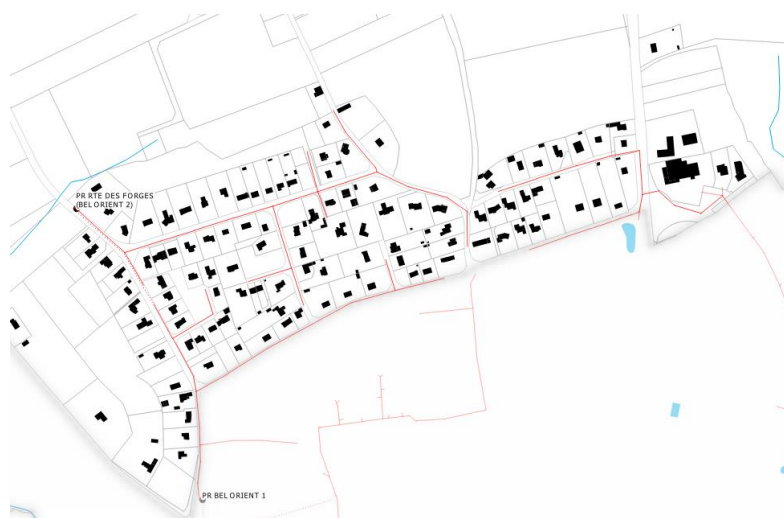 PR RTE DES FORGES
(BEL ORIENT 2)
PR BEL ORIENT 1